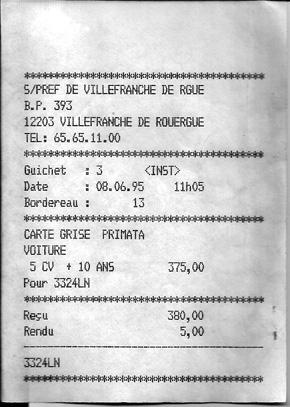 ****************************************
S/PREF DE VILLEFRANCHE DE RGUE
B.P. 393
12203 VILLEFRANCHE DE ROUERGUE
TEL: 65.65.11.00
****************************************
Guichet : 3 <INST>
Date : 08.06.95 11h05
Bordereau : 13
****************************************
CARTE GRISE PRIMATA
VOITURE
5 CV + 10 ANS 375,00
Pour 3324LN
****************************************
Reçu 380,00
Rendu 5,00
----------------------------------------
3324LN
****************************************